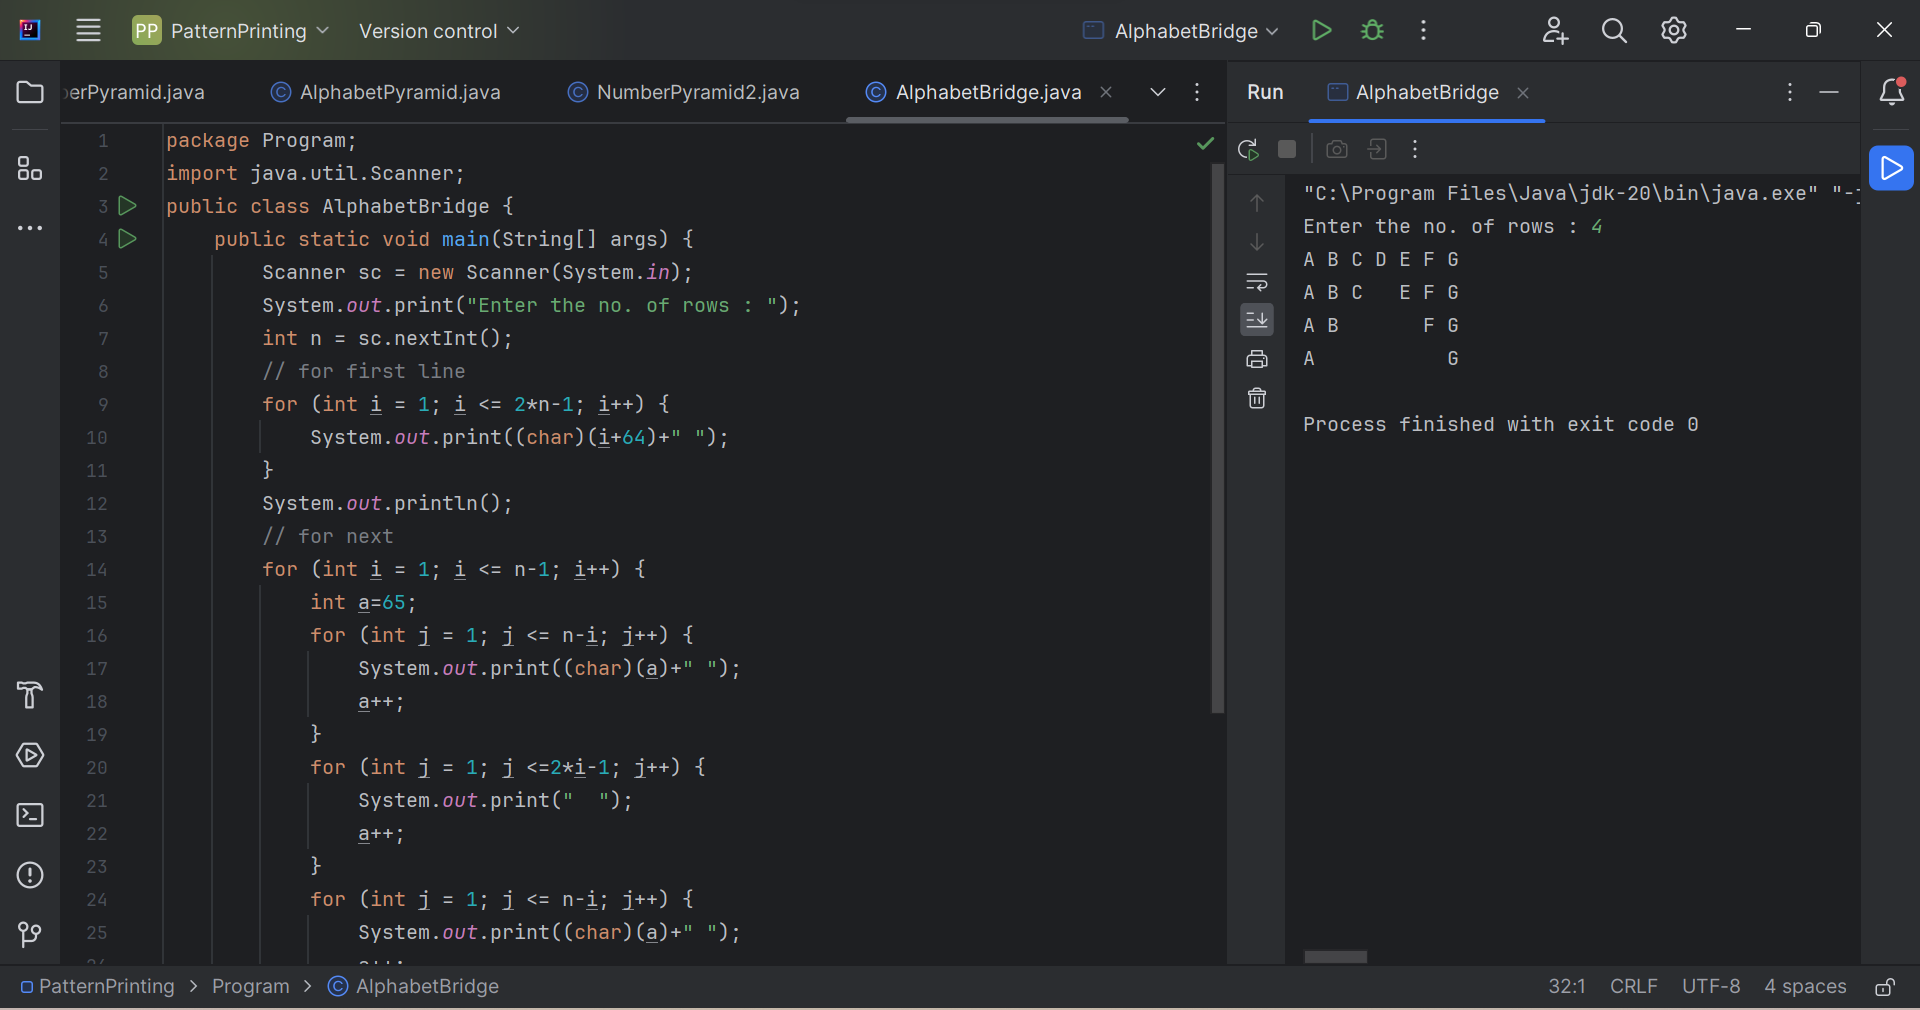 PP PatternPrinting Version control AlphabetBridge
erPyramid.java AlphabetPyramid.java NumberPyramid2.java AlphabetBridge.java
1 package Program;
2 import java.util.Scanner;
3 public class AlphabetBridge {
4 public static void main(String[] args) {
5 Scanner sc = new Scanner(System.in);
6 System.out.print("Enter the no. of rows : ");
7 int n = sc.nextInt();
8 // for first line
9 for (int i = 1; i <= 2*n-1; i++) {
10 System.out.print((char)(i+64)+" ");
11 }
12 System.out.println();
13 // for next
14 for (int i = 1; i <= n-1; i++) {
15 int a=65;
16 for (int j = 1; j <= n-i; j++) {
17 System.out.print((char)(a)+" ");
18 a++;
19 }
20 for (int j = 1; j <=2*i-1; j++) {
21 System.out.print("  ");
22 a++;
23 }
24 for (int j = 1; j <= n-i; j++) {
25 System.out.print((char)(a)+" ");
Run AlphabetBridge
"C:\Program Files\Java\jdk-20\bin\java.exe" "-j
Enter the no. of rows : 4
A B C D E F G
A B C   E F G
A B       F G
A           G
Process finished with exit code 0
PatternPrinting > Program > AlphabetBridge
32:1 CRLF UTF-8 4 spaces